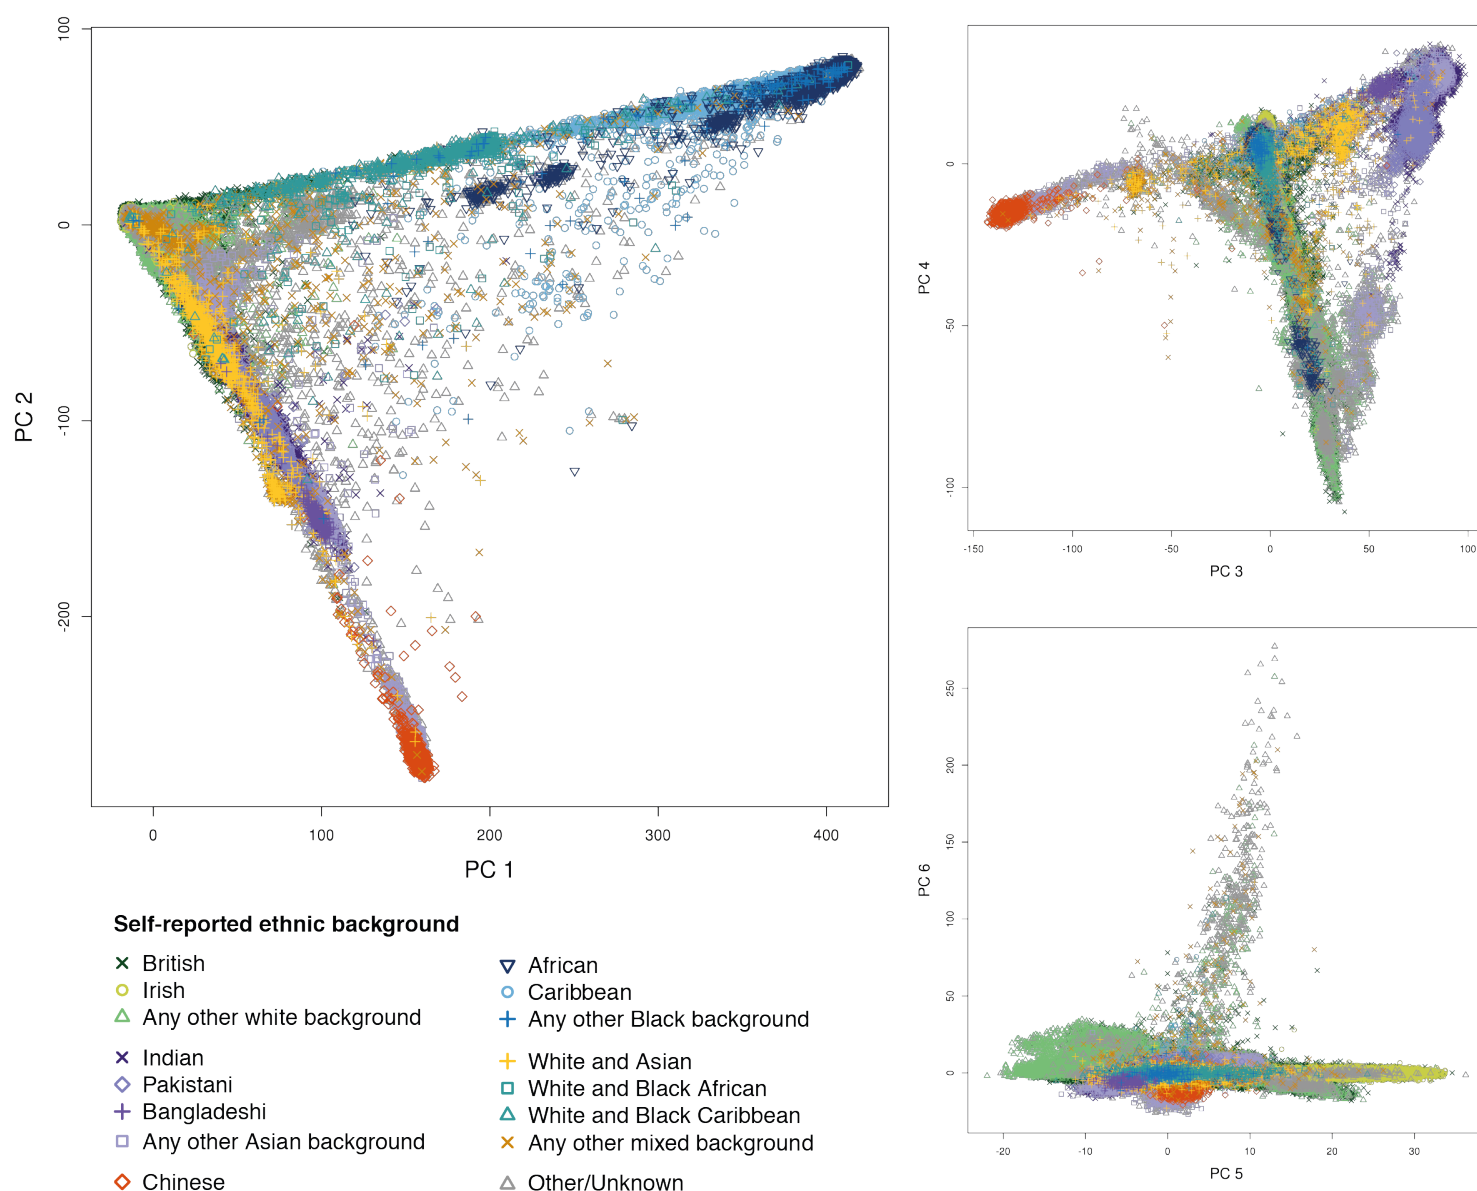 100
0
-100
-200
PC 2
0
100
200
300
400
PC 1
0
-50
-100
PC 4
-150
-100
-50
0
50
100
PC 3
250
200
150
100
50
0
PC 6
-20
-10
0
10
20
30
PC 5
Self-reported ethnic background
British
Irish
Any other white background
Indian
Pakistani
Bangladeshi
Any other Asian background
Chinese
African
Caribbean
Any other Black background
White and Asian
White and Black African
White and Black Caribbean
Any other mixed background
Other/Unknown